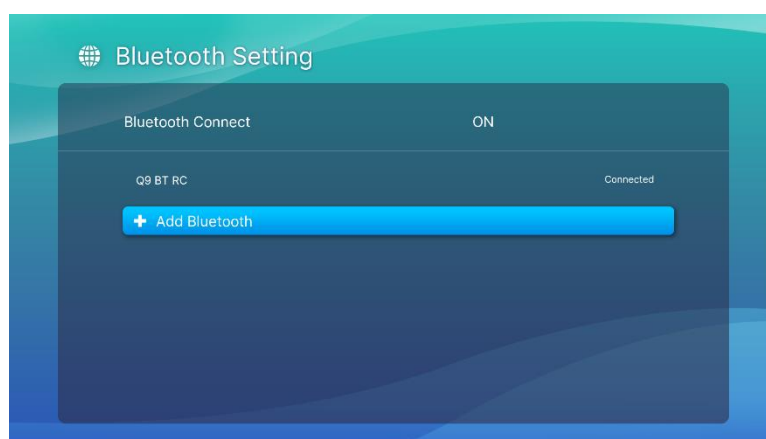 Bluetooth Setting
Bluetooth Connect ON
Q9 BT RC Connected
+ Add Bluetooth